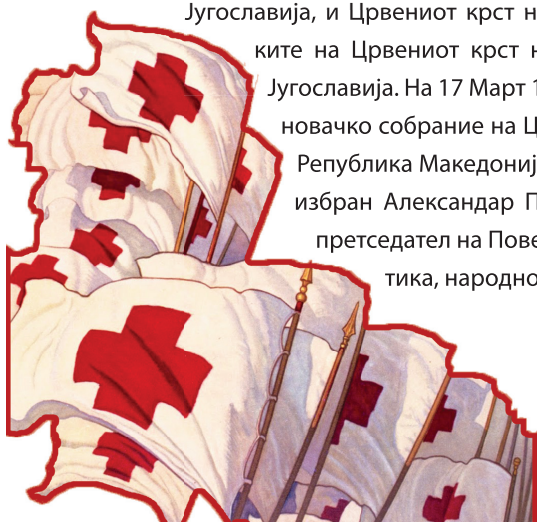 Југославија, и Црвениот крст н
ките на Црвениот крст н
Југославија. На 17 Март 1
новачко собрание на Ц
Република Македониј
избран Александар П
претседател на Пове
тика, народно